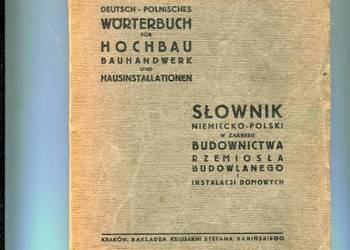 DEUTSCH - POLNISCHES
WÖRTERBUCH
FÜR
HOCHBAU
BAUHANDWERK
UND
HAUSINSTALLATIONEN
SŁOWNIK
NIEMIECKO-POLSKI
W ZAKRESIE
BUDOWNICTWA
RZEMIOSŁA
BUDOWLANEGO
I
INSTALACJI DOMOWYCH
KRAKÓW, NAKŁADEM KSIĘGARNI STEFANA KAMIŃSKIEGO